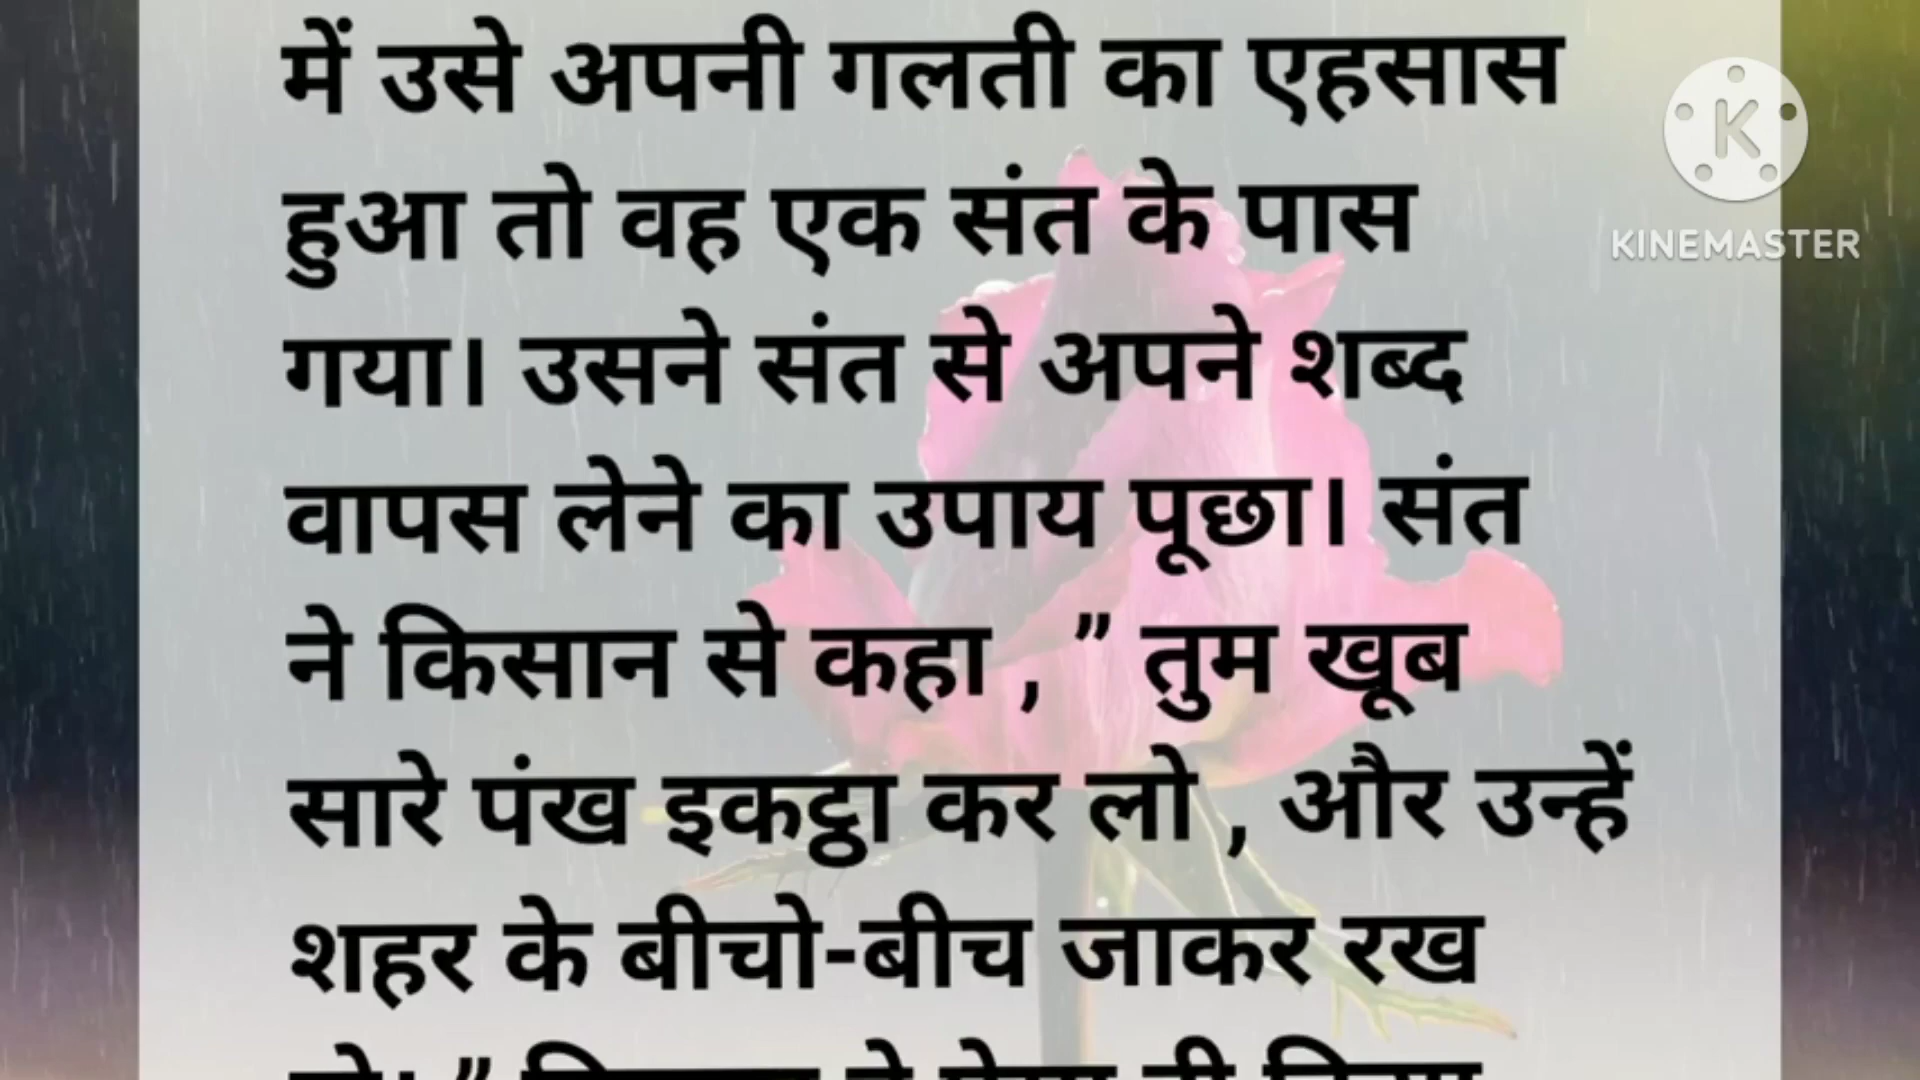 में उसे अपनी गलती का एहसास
हुआ तो वह एक संत के पास
गया। उसने संत से अपने शब्द
वापस लेने का उपाय पूछा। संत
ने किसान से कहा , ” तुम खूब
सारे पंख इकट्ठा कर लो , और उन्हें
शहर के बीचो-बीच जाकर रख
K
KINEMASTER